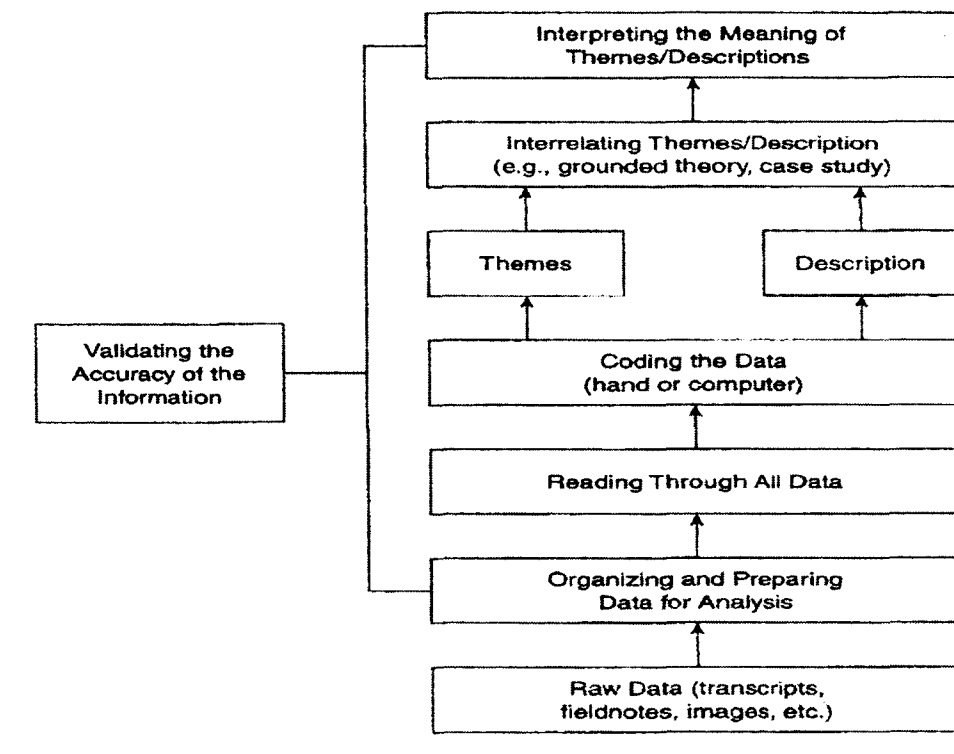 Interpreting the Meaning of
Themes/Descriptions
Interrelating Themes/Description
(e.g., grounded theory, case study)
Themes
Description
Validating the
Accuracy of the
Information
Coding the Data
(hand or computer)
Reading Through All Data
Organizing and Preparing
Data for Analysis
Raw Data (transcripts,
fieldnotes, images, etc.)